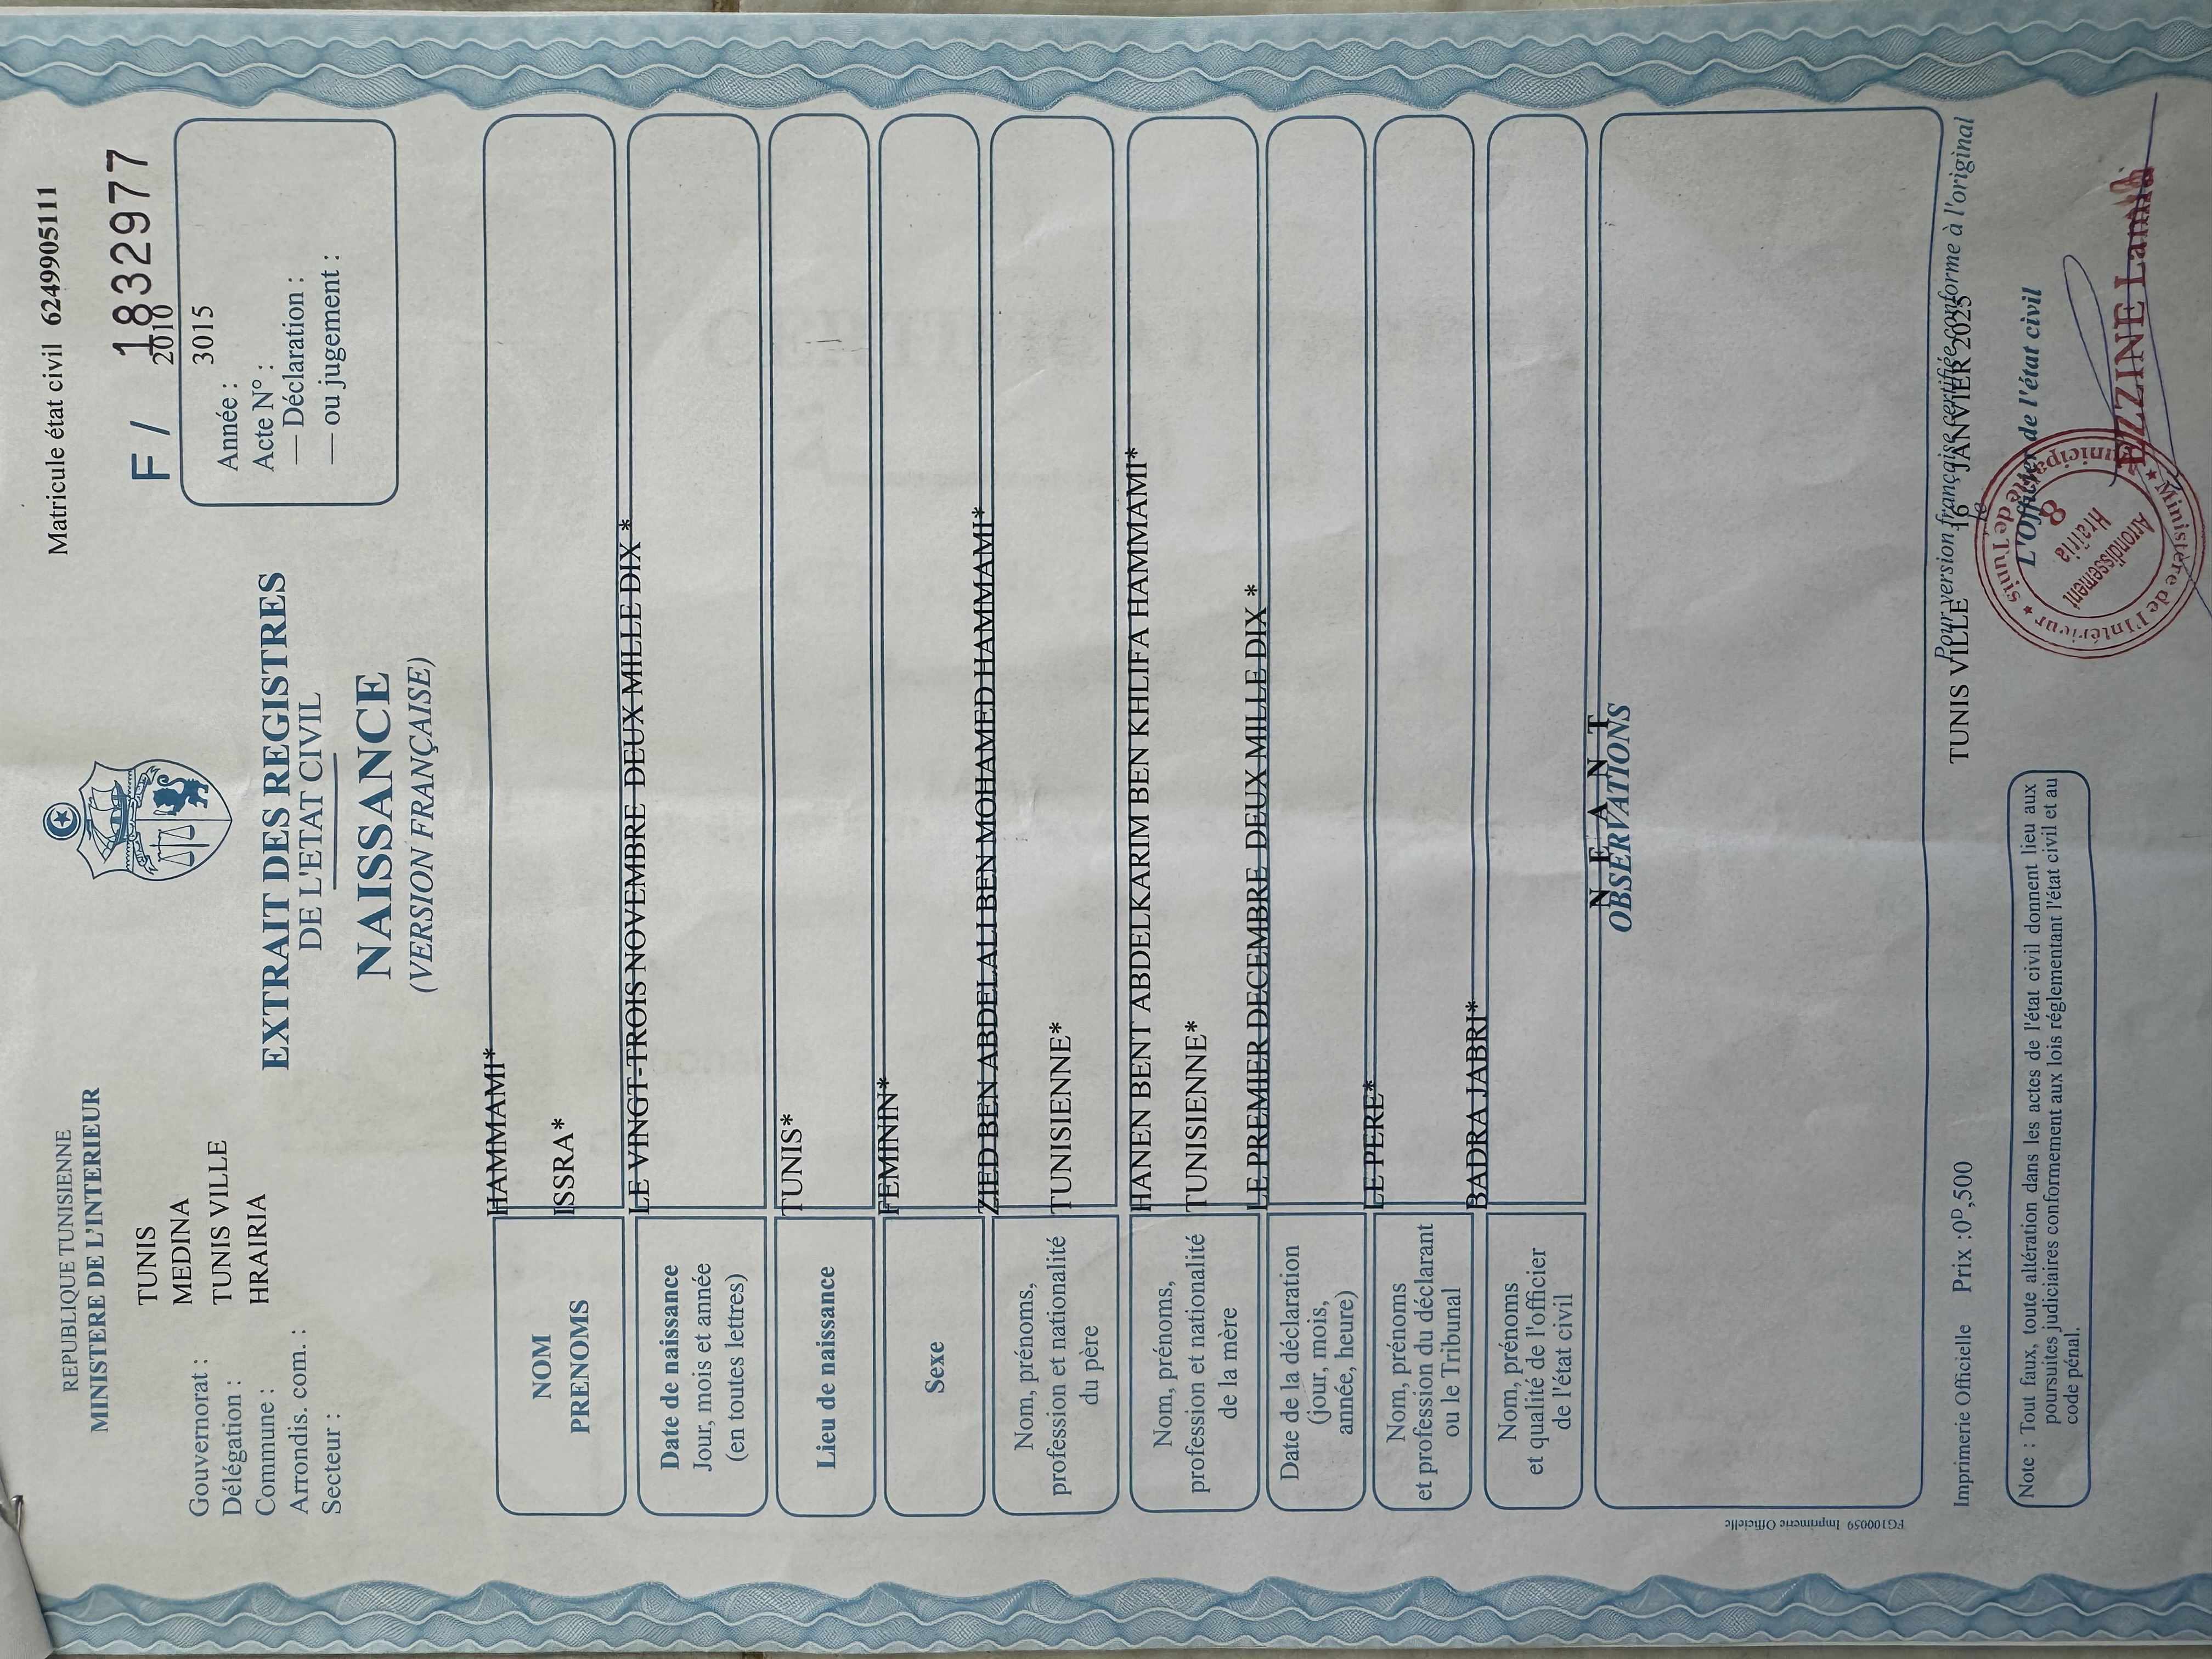 REPUBLIQUE TUNISIENNE
MINISTERE DE L'INTERIEUR
Matricule état civil 62499905111
F / 1832977
Gouvernorat : TUNIS
Délégation : MEDINA
Commune : TUNIS VILLE
Arrondis. com. : HRAIRIA
Secteur :
2010
3015
Année :
Acte N° :
— Déclaration :
— ou jugement :
EXTRAIT DES REGISTRES
DE L'ETAT CIVIL
NAISSANCE
(VERSION FRANÇAISE)
NOM HAMMAMI*
PRENOMS ISSRA*
Date de naissance LE VINGT-TROIS NOVEMBRE DEUX MILLE DIX *
Jour, mois et année
(en toutes lettres)
Lieu de naissance TUNIS*
Sexe FEMININ*
Nom, prénoms, ZIED BEN ABDELALI BEN MOHAMED HAMMAMI*
profession et nationalité TUNISIENNE*
du père
Nom, prénoms, HANEN BENT ABDELKARIM BEN KHLIFA HAMMAMI*
profession et nationalité TUNISIENNE*
de la mère
Date de la déclaration LE PREMIER DECEMBRE DEUX MILLE DIX *
(jour, mois,
année, heure)
Nom, prénoms LE PERE*
et profession du déclarant
ou le Tribunal
Nom, prénoms BADRA JABRI*
et qualité de l'officier
de l'état civil
N E A N T
OBSERVATIONS
FG100059 Imprimerie Officielle
Pour version française certifiée conforme à l'original
Imprimerie Officielle Prix :0D,500
TUNIS VILLE le 16 JANVIER 2025
L'Officier de l'état civil
Note : Tout faux, toute altération dans les actes de l'état civil donnent lieu aux
poursuites judiciaires conformement aux lois réglementant l'état civil et au
code pénal.
Ministère de l'Intérieur ★ Municipalité de Tunis ★
Arrondissement
Hraïria
8
EZZINE Lamia